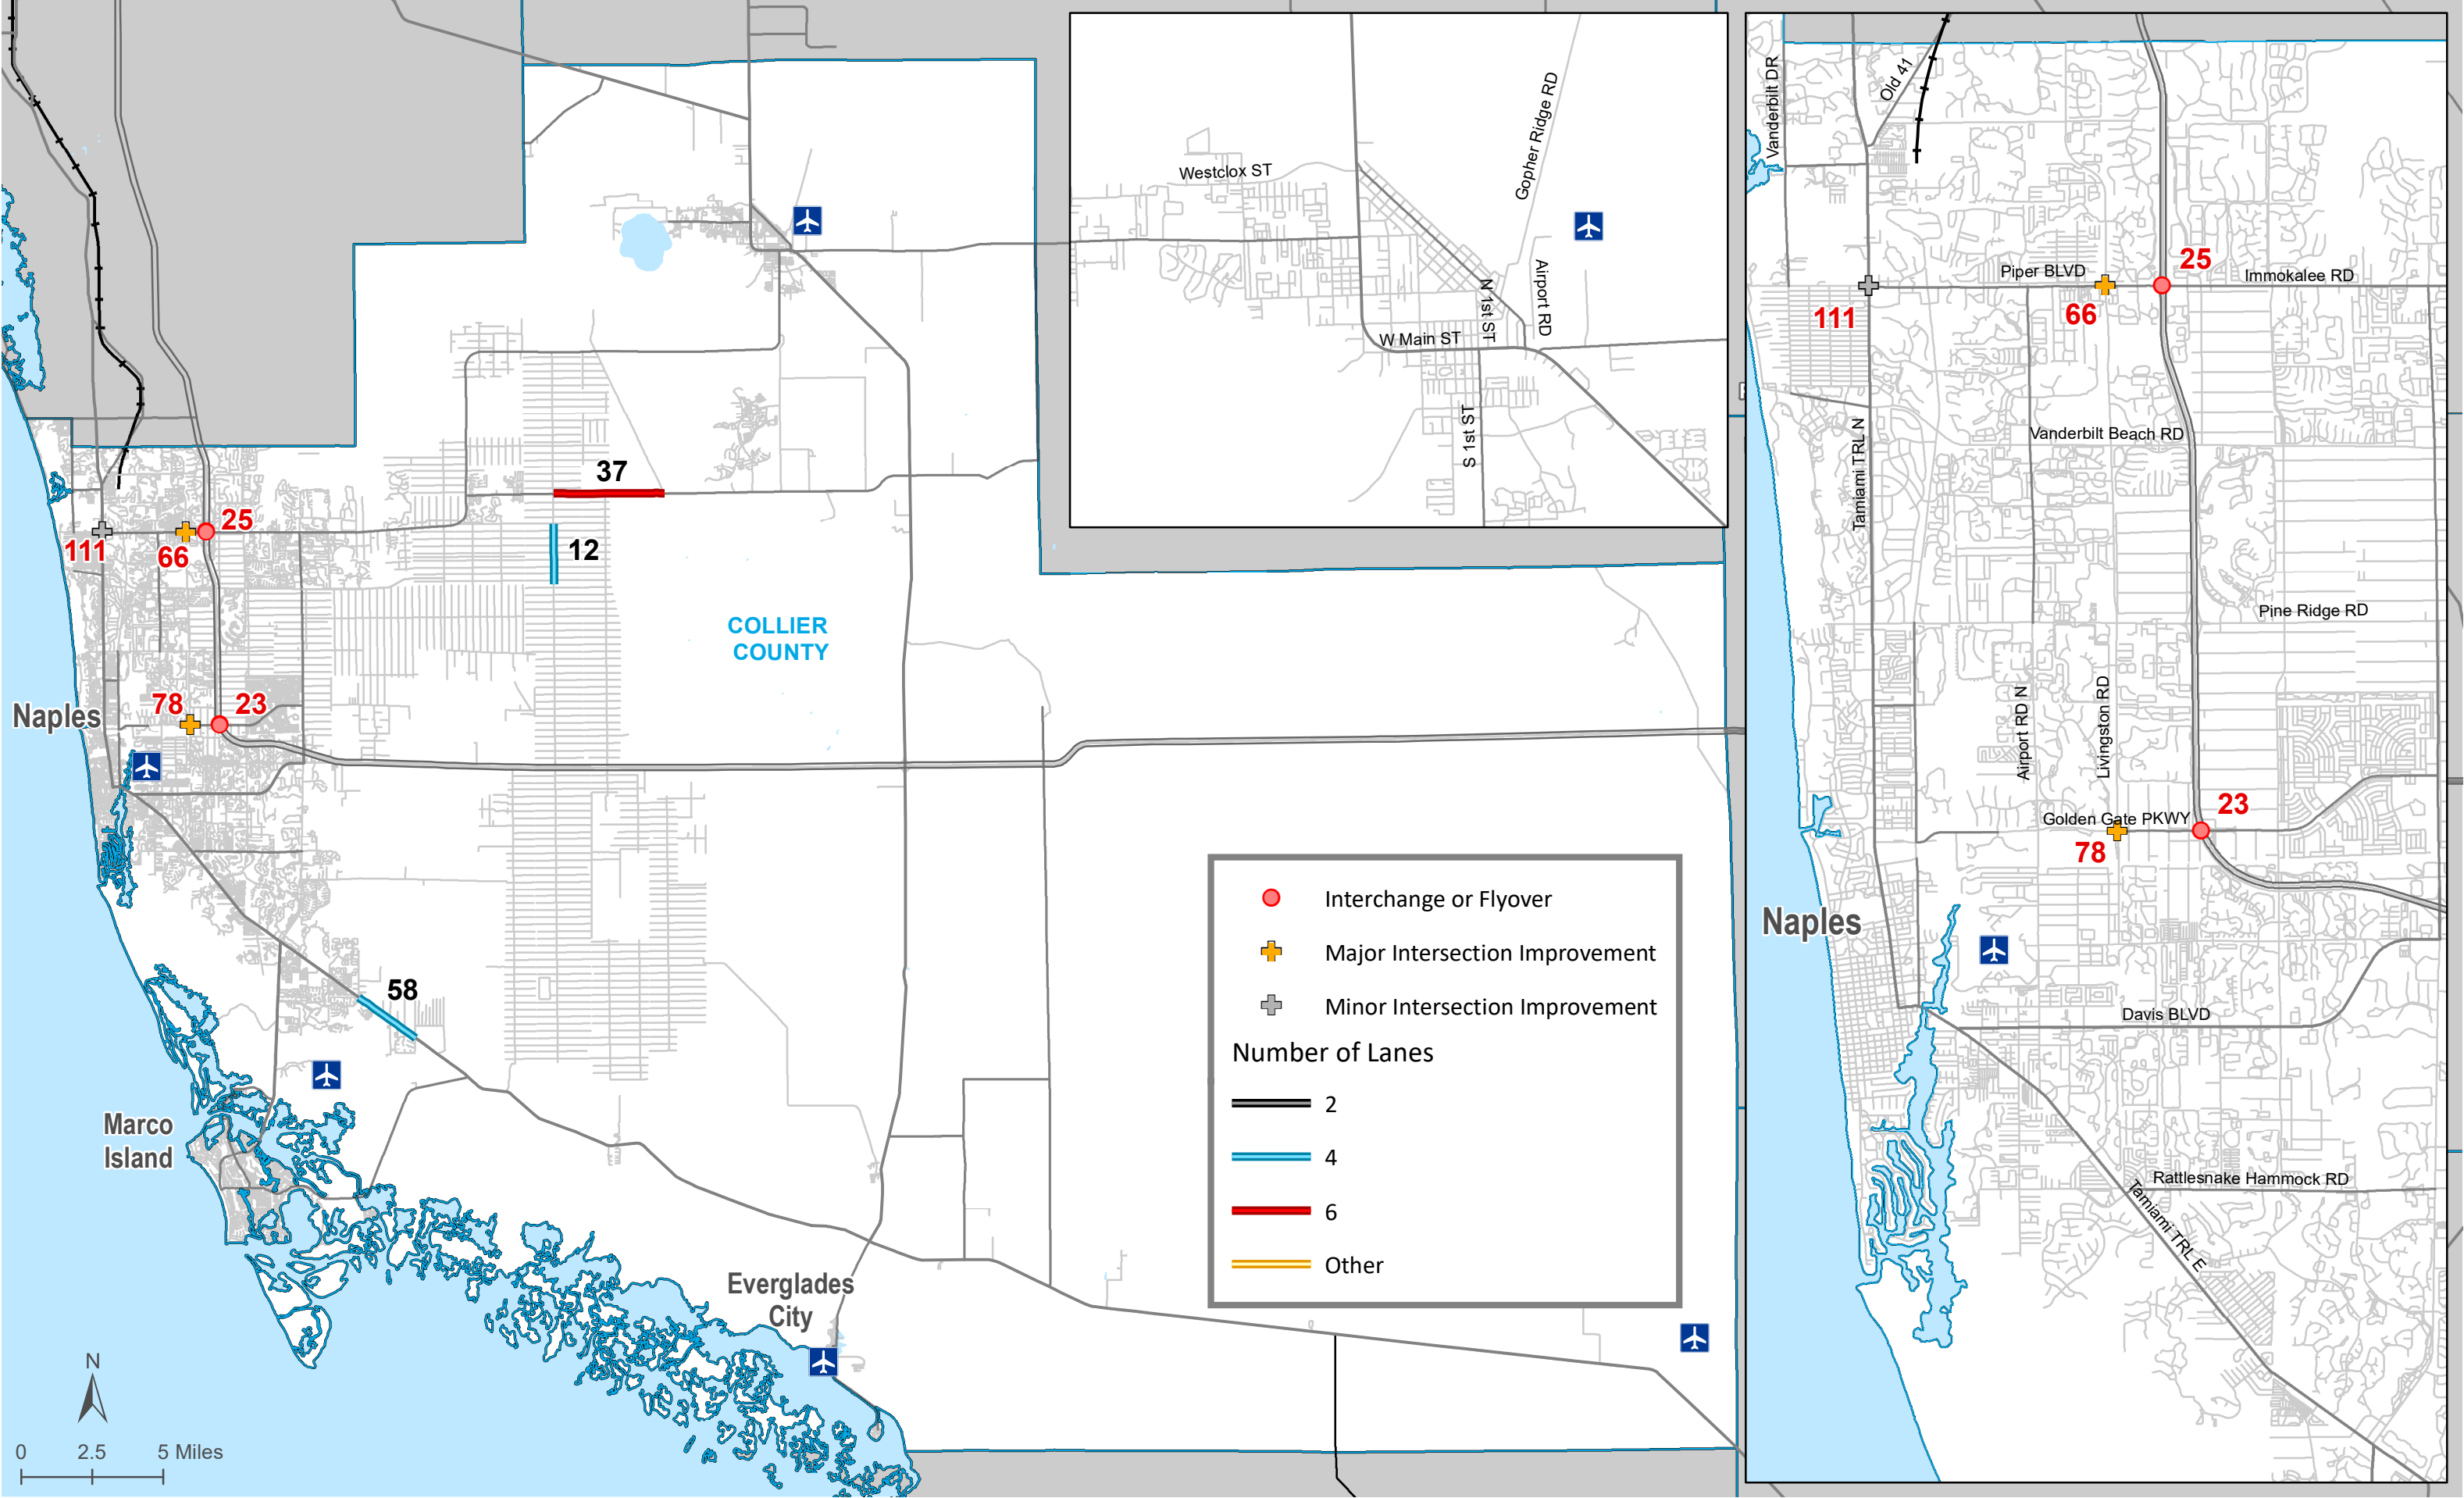 37
12
25
111
66
COLLIER
COUNTY
78
23
Naples
58
Marco
Island
Everglades
City
N
0 2.5 5 Miles
Westclox ST
Gopher Ridge RD
N 1st ST
Airport RD
W Main ST
S 1st ST
Interchange or Flyover
Major Intersection Improvement
Minor Intersection Improvement
Number of Lanes
2
4
6
Other
Vanderbilt DR
Old 41
25
Piper BLVD
Immokalee RD
111
66
Tamiami TRL N
Vanderbilt Beach RD
Pine Ridge RD
Airport RD N
Livingston RD
23
Golden Gate PKWY
78
Naples
Davis BLVD
Rattlesnake Hammock RD
Tamiami TRL E